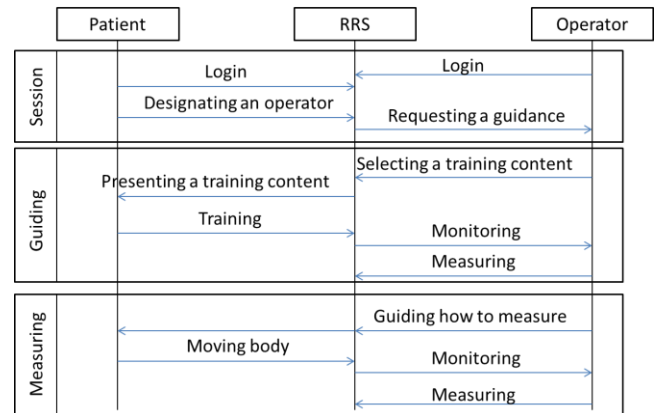 Patient
RRS
Operator
Session
Login
Login
Designating an operator
Requesting a guidance
Guiding
Selecting a training content
Presenting a training content
Training
Monitoring
Measuring
Measuring
Guiding how to measure
Moving body
Monitoring
Measuring